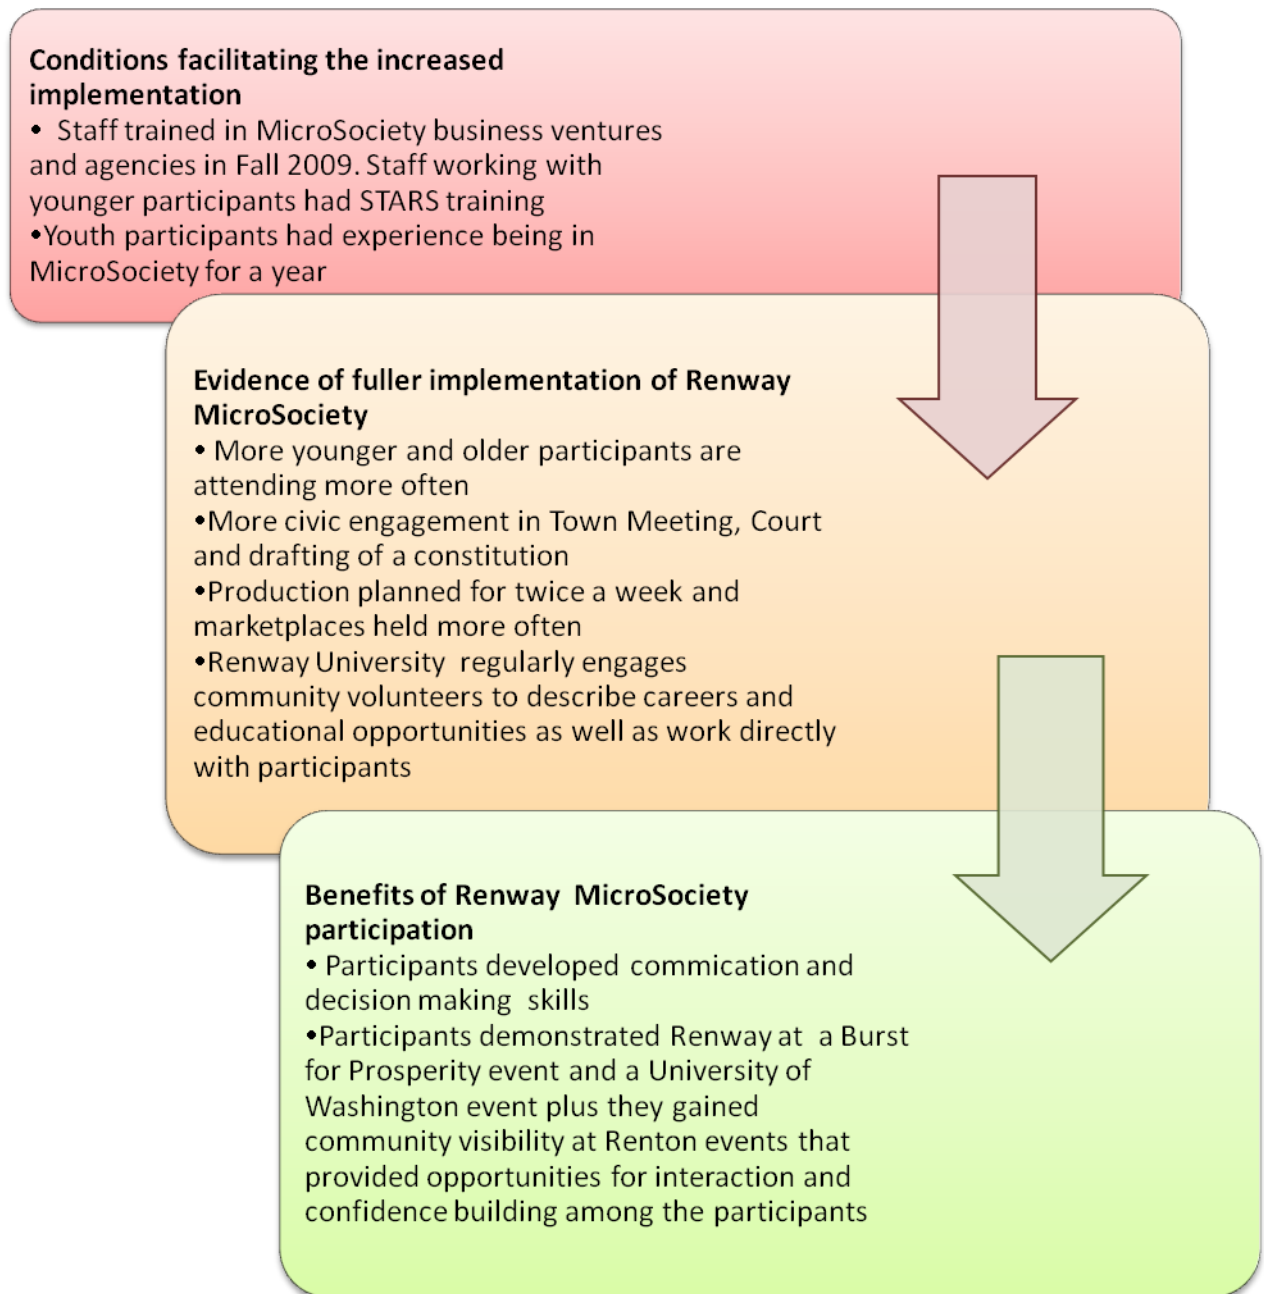 Conditions facilitating the increased
implementation
• Staff trained in MicroSociety business ventures
and agencies in Fall 2009. Staff working with
younger participants had STARS training
•Youth participants had experience being in
MicroSociety for a year
Evidence of fuller implementation of Renway
MicroSociety
• More younger and older participants are
attending more often
•More civic engagement in Town Meeting, Court
and drafting of a constitution
•Production planned for twice a week and
marketplaces held more often
•Renway University regularly engages
community volunteers to describe careers and
educational opportunities as well as work directly
with participants
Benefits of Renway MicroSociety
participation
• Participants developed commication and
decision making skills
•Participants demonstrated Renway at a Burst
for Prosperity event and a University of
Washington event plus they gained
community visibility at Renton events that
provided opportunities for interaction and
confidence building among the participants